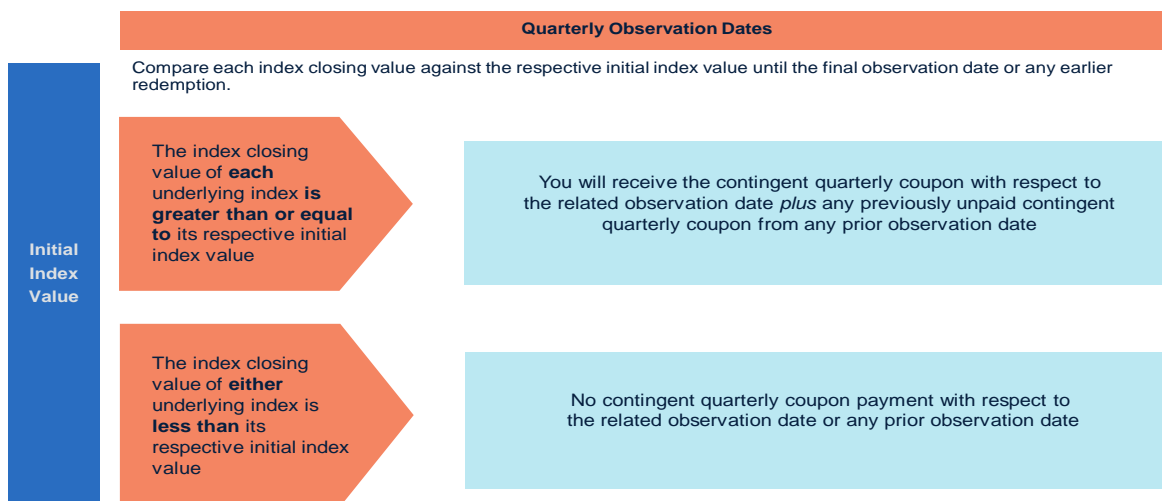 Quarterly Observation Dates
Compare each index closing value against the respective initial index value until the final observation date or any earlier
redemption.
Initial
Index
Value
The index closing
value of each
underlying index is
greater than or equal
to its respective initial
index value
You will receive the contingent quarterly coupon with respect to
the related observation date plus any previously unpaid contingent
quarterly coupon from any prior observation date
The index closing
value of either
underlying index is
less than its
respective initial index
value
No contingent quarterly coupon payment with respect to
the related observation date or any prior observation date